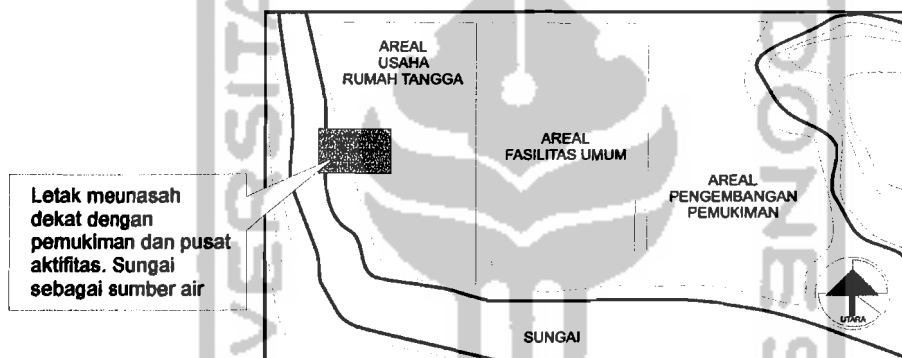 AREAL
USAHA
RUMAH TANGGA
AREAL
FASILITAS UMUM
AREAL
PENGEMBANGAN
PEMUKIMAN
Letak meunasah
dekat dengan
pemukiman dan pusat
aktifitas. Sungai
sebagai sumber air
UTARA
SUNGAI